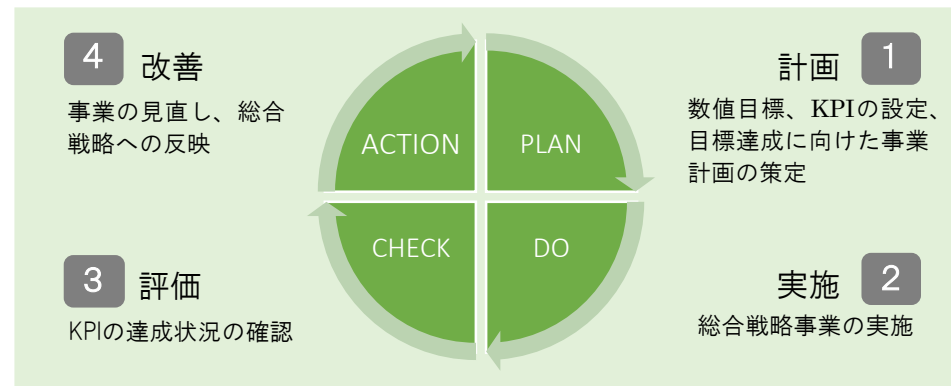 4 改善
事業の見直し、総合
戦略への反映
1 計画
数値目標、KPIの設定、
目標達成に向けた事業
計画の策定
ACTION
PLAN
CHECK
DO
3 評価
KPIの達成状況の確認
実施 2
総合戦略事業の実施